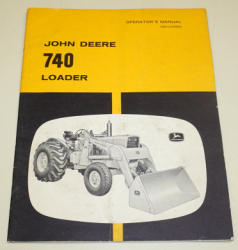 OPERATOR'S MANUAL
JOHN DEERE
740
LOADER